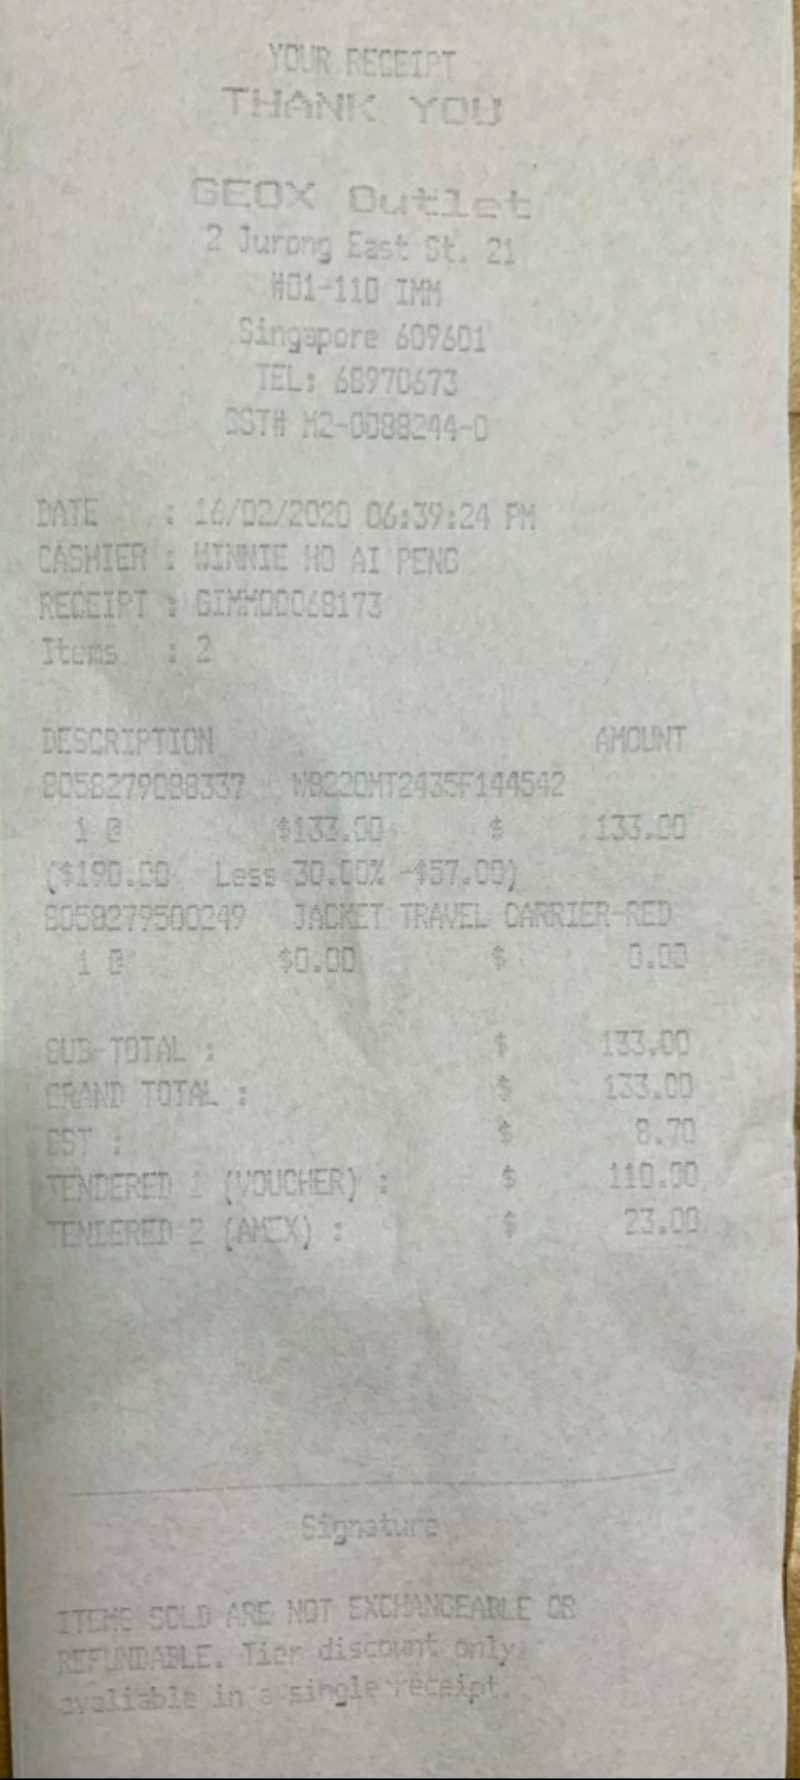 YOUR RECEIPT
THANK YOU
GEOX Outlet
2 Jurong East St. 21
#01-110 IMM
Singapore 609601
TEL: 68970673
GST# M2-0088244-0
DATE : 16/02/2020 06:39:24 PM
CASHIER : WINNIE HO AI PENG
RECEIPT : GIMM00068173
Items : 2
DESCRIPTION AMOUNT
8058279088337 M8220MT2435F144542
1 @ $133.00 $ 133.00
($190.00 Less 30.00% -$57.00)
8058279500249 JACKET TRAVEL CARRIER-RED
1 @ $0.00 $ 0.00
SUB-TOTAL : $ 133.00
GRAND TOTAL : $ 133.00
GST : $ 8.70
TENDERED 1 (VOUCHER) : $ 110.00
TENDERED 2 (AMEX) : $ 23.00
Signature
ITEMS SOLD ARE NOT EXCHANGEABLE OR
REFUNDABLE. Tier discount only
avaliable in a single receipt.